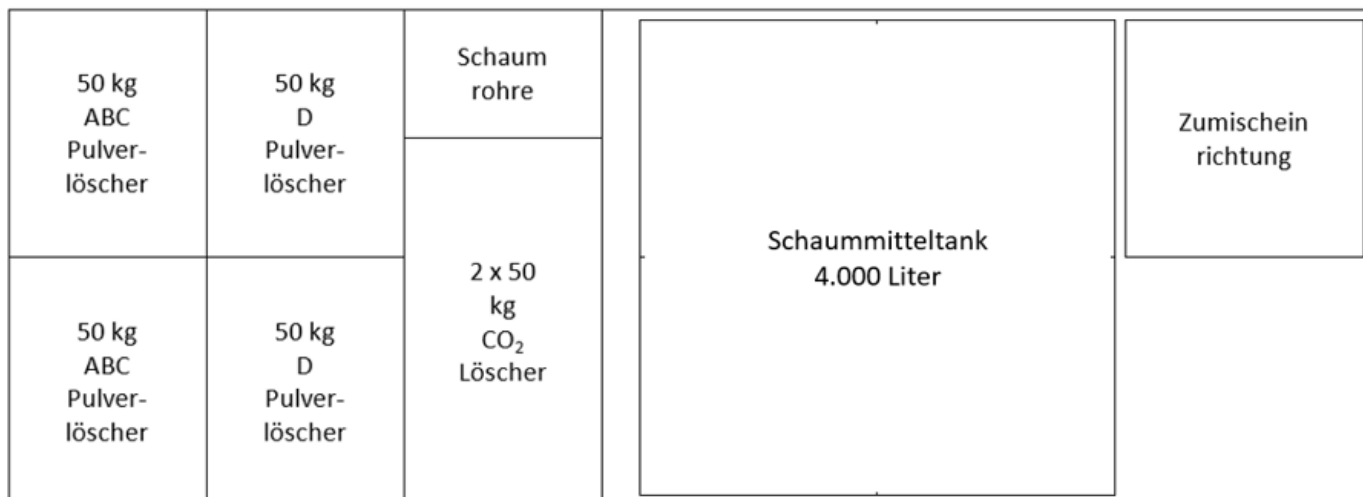 50 kg
ABC
Pulver-
löscher
50 kg
D
Pulver-
löscher
Schaum
rohre
Schaummitteltank
4.000 Liter
Zumischein
richtung
50 kg
ABC
Pulver-
löscher
50 kg
D
Pulver-
löscher
2 x 50
kg
CO₂
Löscher